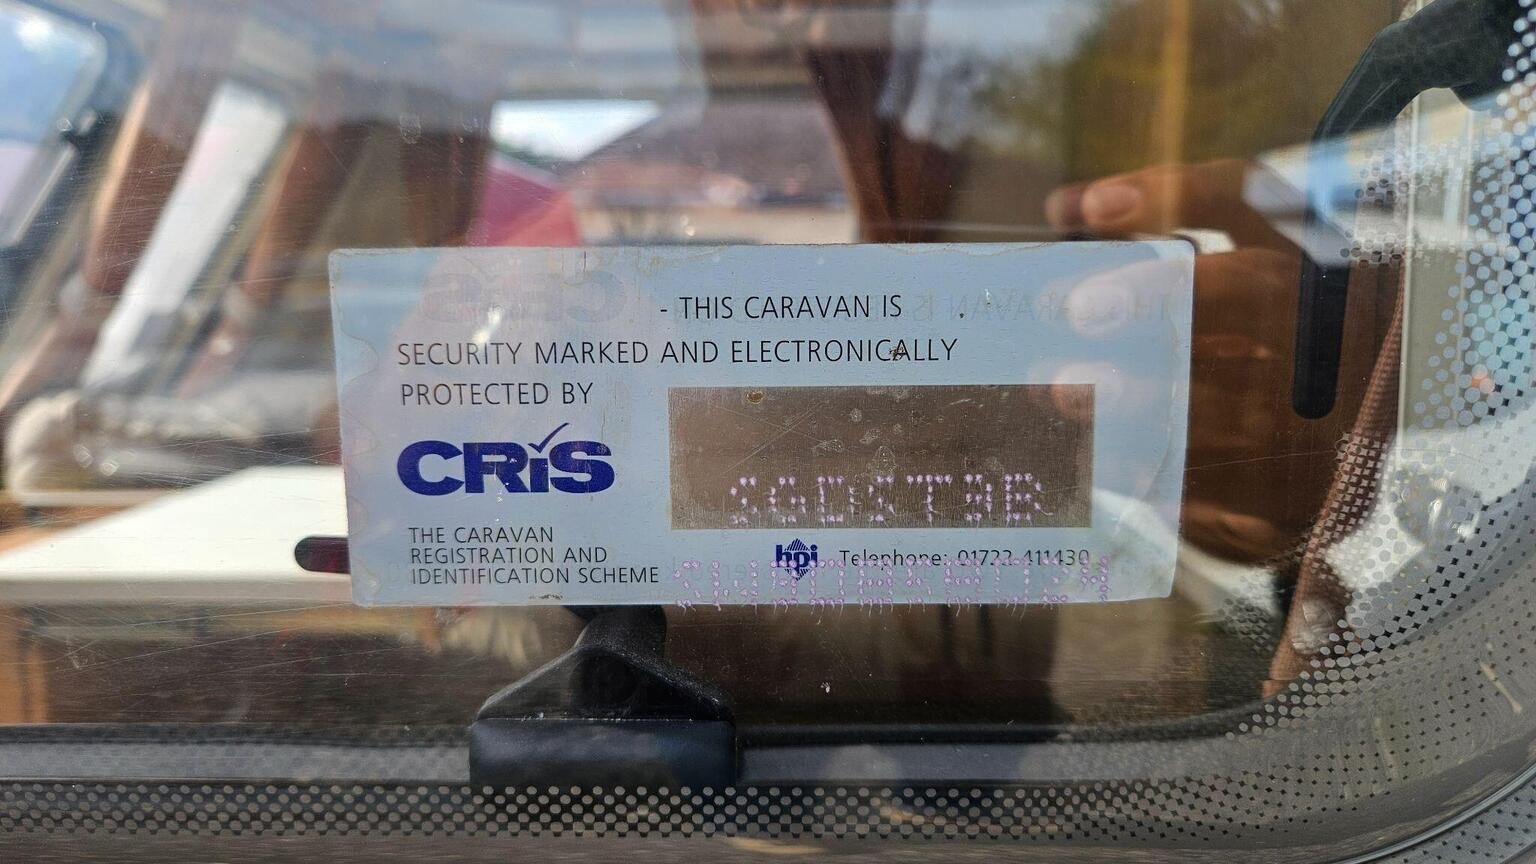 - THIS CARAVAN IS
SECURITY MARKED AND ELECTRONICALLY
PROTECTED BY
CRiS
THE CARAVAN
REGISTRATION AND
IDENTIFICATION SCHEME
hpi Telephone: 01722 411430